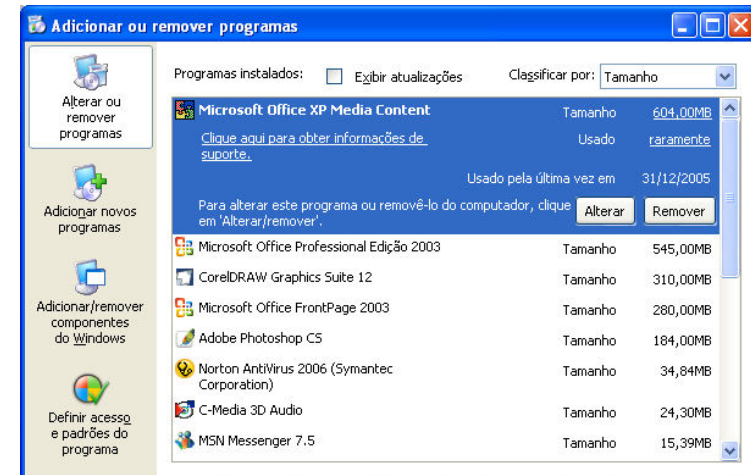 Adicionar ou remover programas
Alterar ou
remover
programas
Adicionar novos
programas
Adicionar/remover
componentes
do Windows
Definir acesso
e padrões do
programa
Programas instalados: Exibir atualizações Classificar por: Tamanho
Microsoft Office XP Media Content Tamanho 604,00MB
Clique aqui para obter informações de Usado raramente
suporte.
Usado pela última vez em 31/12/2005
Para alterar este programa ou removê-lo do computador, clique Alterar Remover
em 'Alterar/remover'.
Microsoft Office Professional Edição 2003 Tamanho 545,00MB
CorelDRAW Graphics Suite 12 Tamanho 310,00MB
Microsoft Office FrontPage 2003 Tamanho 280,00MB
Adobe Photoshop CS Tamanho 184,00MB
Norton AntiVirus 2006 (Symantec Tamanho 34,84MB
Corporation)
C-Media 3D Audio Tamanho 24,30MB
MSN Messenger 7.5 Tamanho 15,39MB